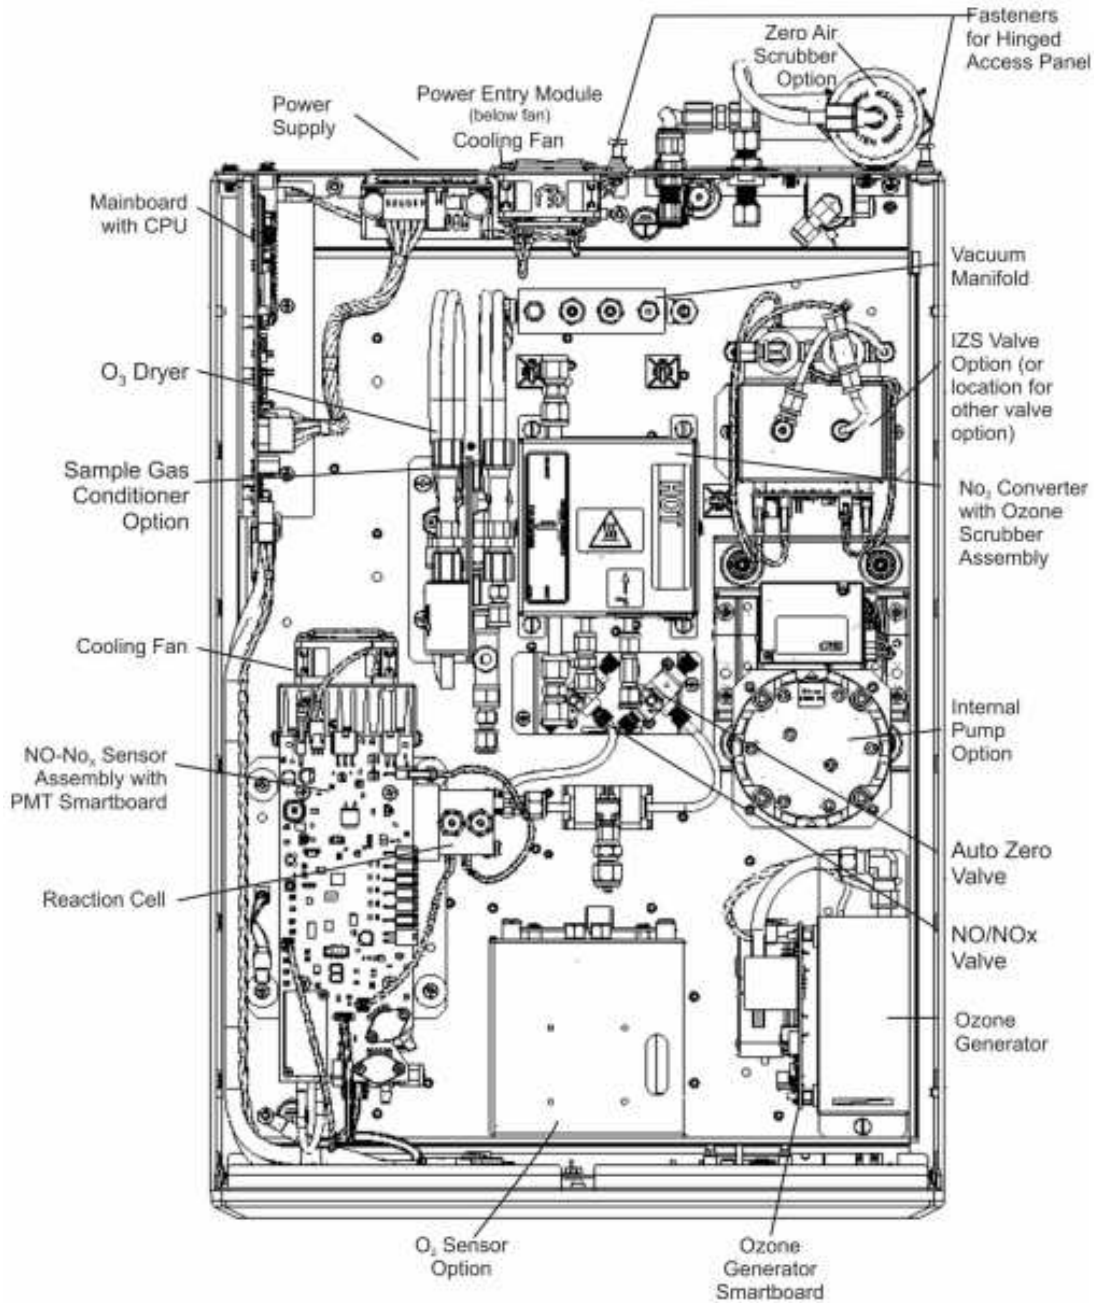 Fasteners
for Hinged
Access Panel
Zero Air
Scrubber
Option
Power Entry Module
(below fan)
Cooling Fan
Power
Supply
Mainboard
with CPU
Vacuum
Manifold
O₃ Dryer
IZS Valve
Option (or
location for
other valve
option)
Sample Gas
Conditioner
Option
HOT
No₂ Converter
with Ozone
Scrubber
Assembly
Cooling Fan
Internal
Pump
Option
NO-Noₓ Sensor
Assembly with
PMT Smartboard
Auto Zero
Valve
Reaction Cell
NO/NOx
Valve
Ozone
Generator
O₂ Sensor
Option
Ozone
Generator
Smartboard